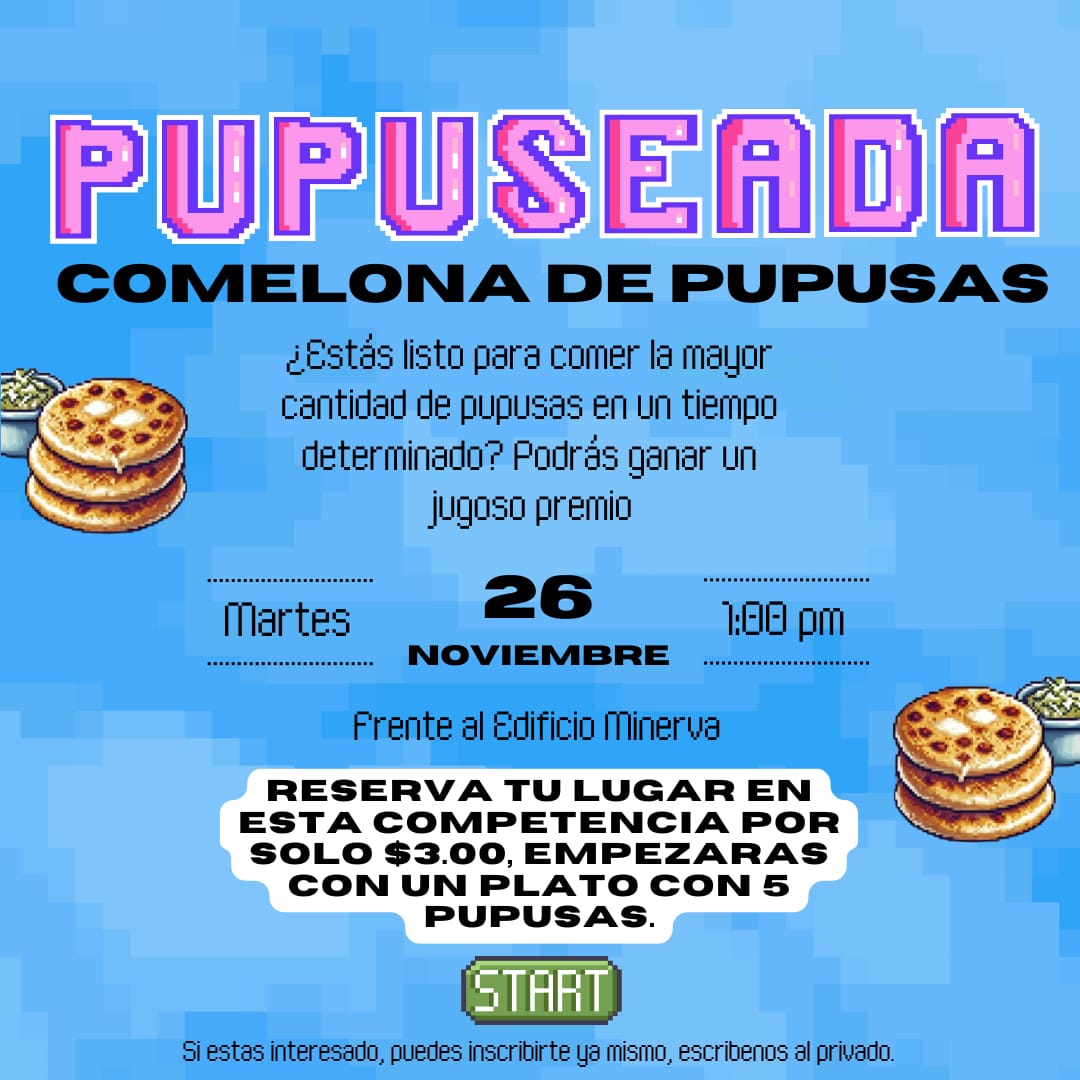 PUPUSEADA
COMELONA DE PUPUSAS
¿Estás listo para comer la mayor
cantidad de pupusas en un tiempo
determinado? Podrás ganar un
jugoso premio
Martes
26
NOVIEMBRE
1:00 pm
Frente al Edificio Minerva
RESERVA TU LUGAR EN
ESTA COMPETENCIA POR
SOLO $3.00, EMPEZARAS
CON UN PLATO CON 5
PUPUSAS.
START
Si estas interesado, puedes inscribirte ya mismo, escribenos al privado.